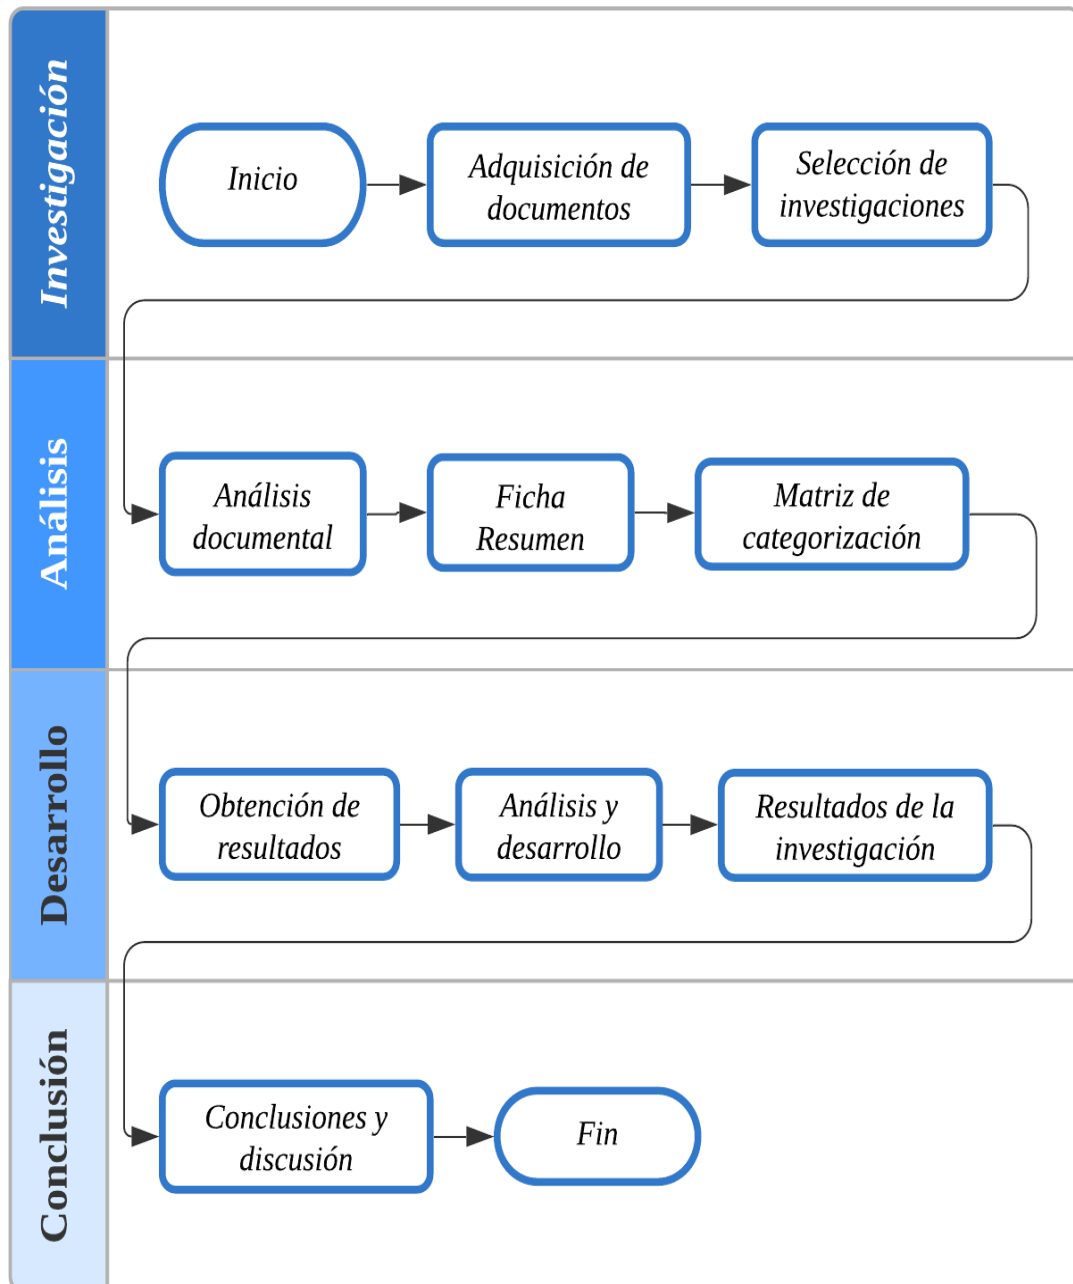 Investigación
Inicio
Adquisición de
documentos
Selección de
investigaciones
Análisis
Análisis
documental
Ficha
Resumen
Matriz de
categorización
Desarrollo
Obtención de
resultados
Análisis y
desarrollo
Resultados de la
investigación
Conclusión
Conclusiones y
discusión
Fin